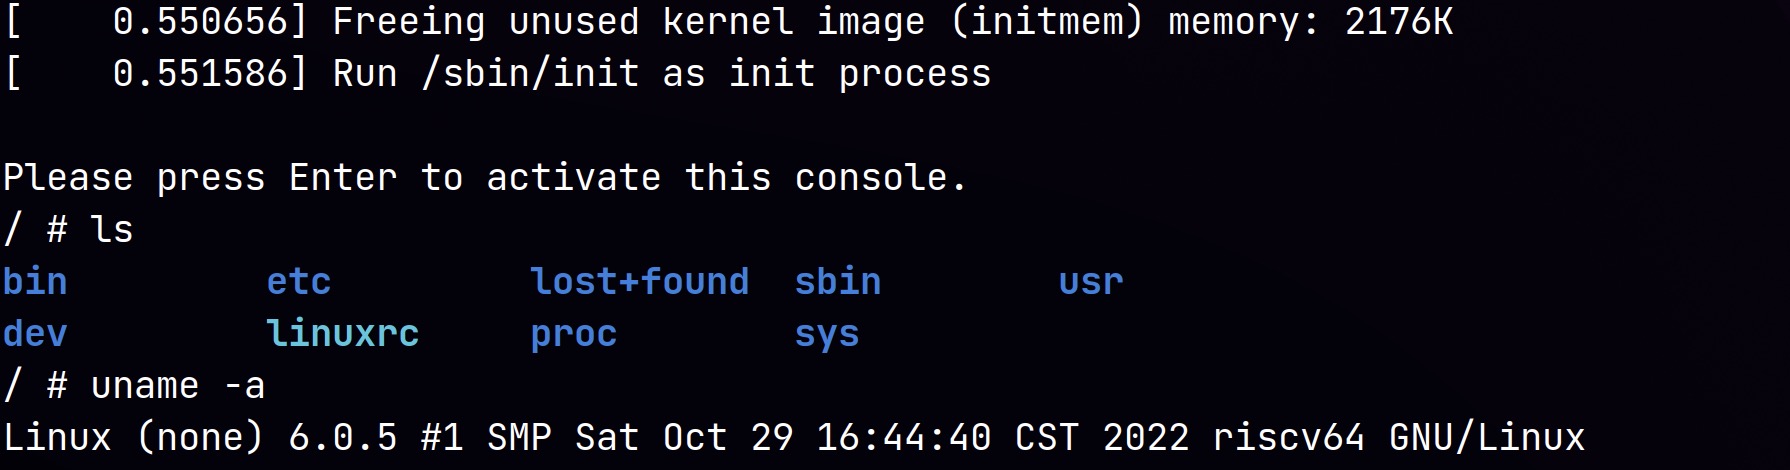 [    0.550656] Freeing unused kernel image (initmem) memory: 2176K
[    0.551586] Run /sbin/init as init process
Please press Enter to activate this console.
/ # ls
bin         etc         lost+found  sbin        usr
dev         linuxrc     proc        sys
/ # uname -a
Linux (none) 6.0.5 #1 SMP Sat Oct 29 16:44:40 CST 2022 riscv64 GNU/Linux